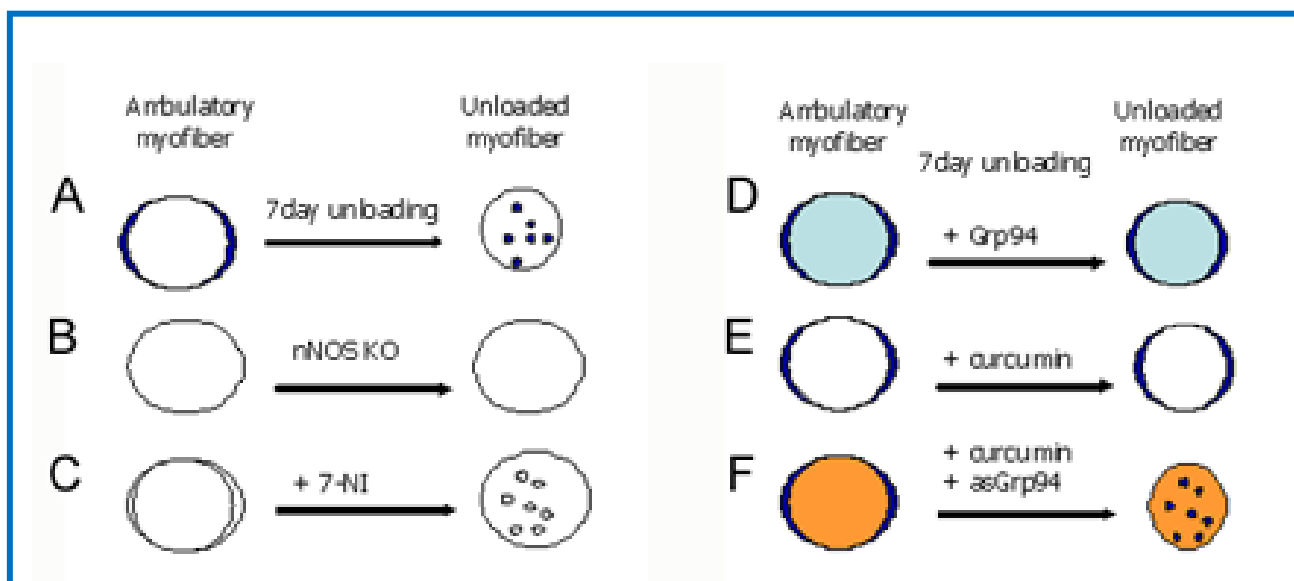 Ambulatory
myofiber
Unloaded
myofiber
A
7day unloading
B
nNOS KO
C
+ 7-NI
Ambulatory
myofiber
Unloaded
myofiber
7day unloading
D
+ Grp94
E
+ curcumin
F
+ curcumin
+ asGrp94